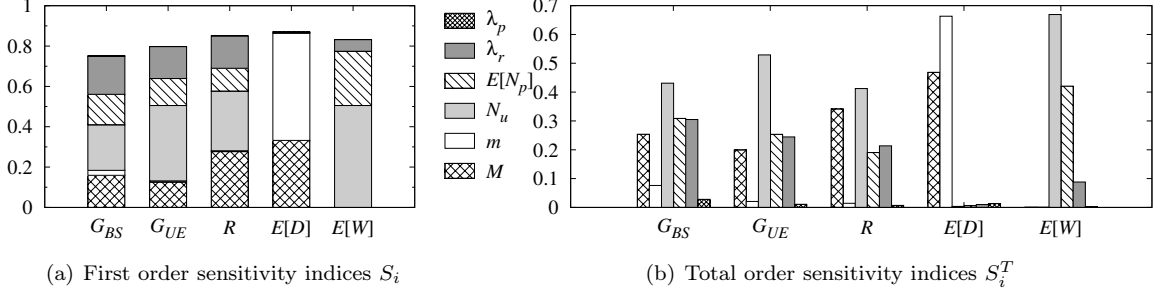 1
0.8
0.6
0.4
0.2
0
G_BS G_UE R E[D] E[W]
λ_p
λ_r
E[N_p]
N_u
m
M
0.7
0.6
0.5
0.4
0.3
0.2
0.1
0
G_BS G_UE R E[D] E[W]
(a) First order sensitivity indices S_i
(b) Total order sensitivity indices S_i^T